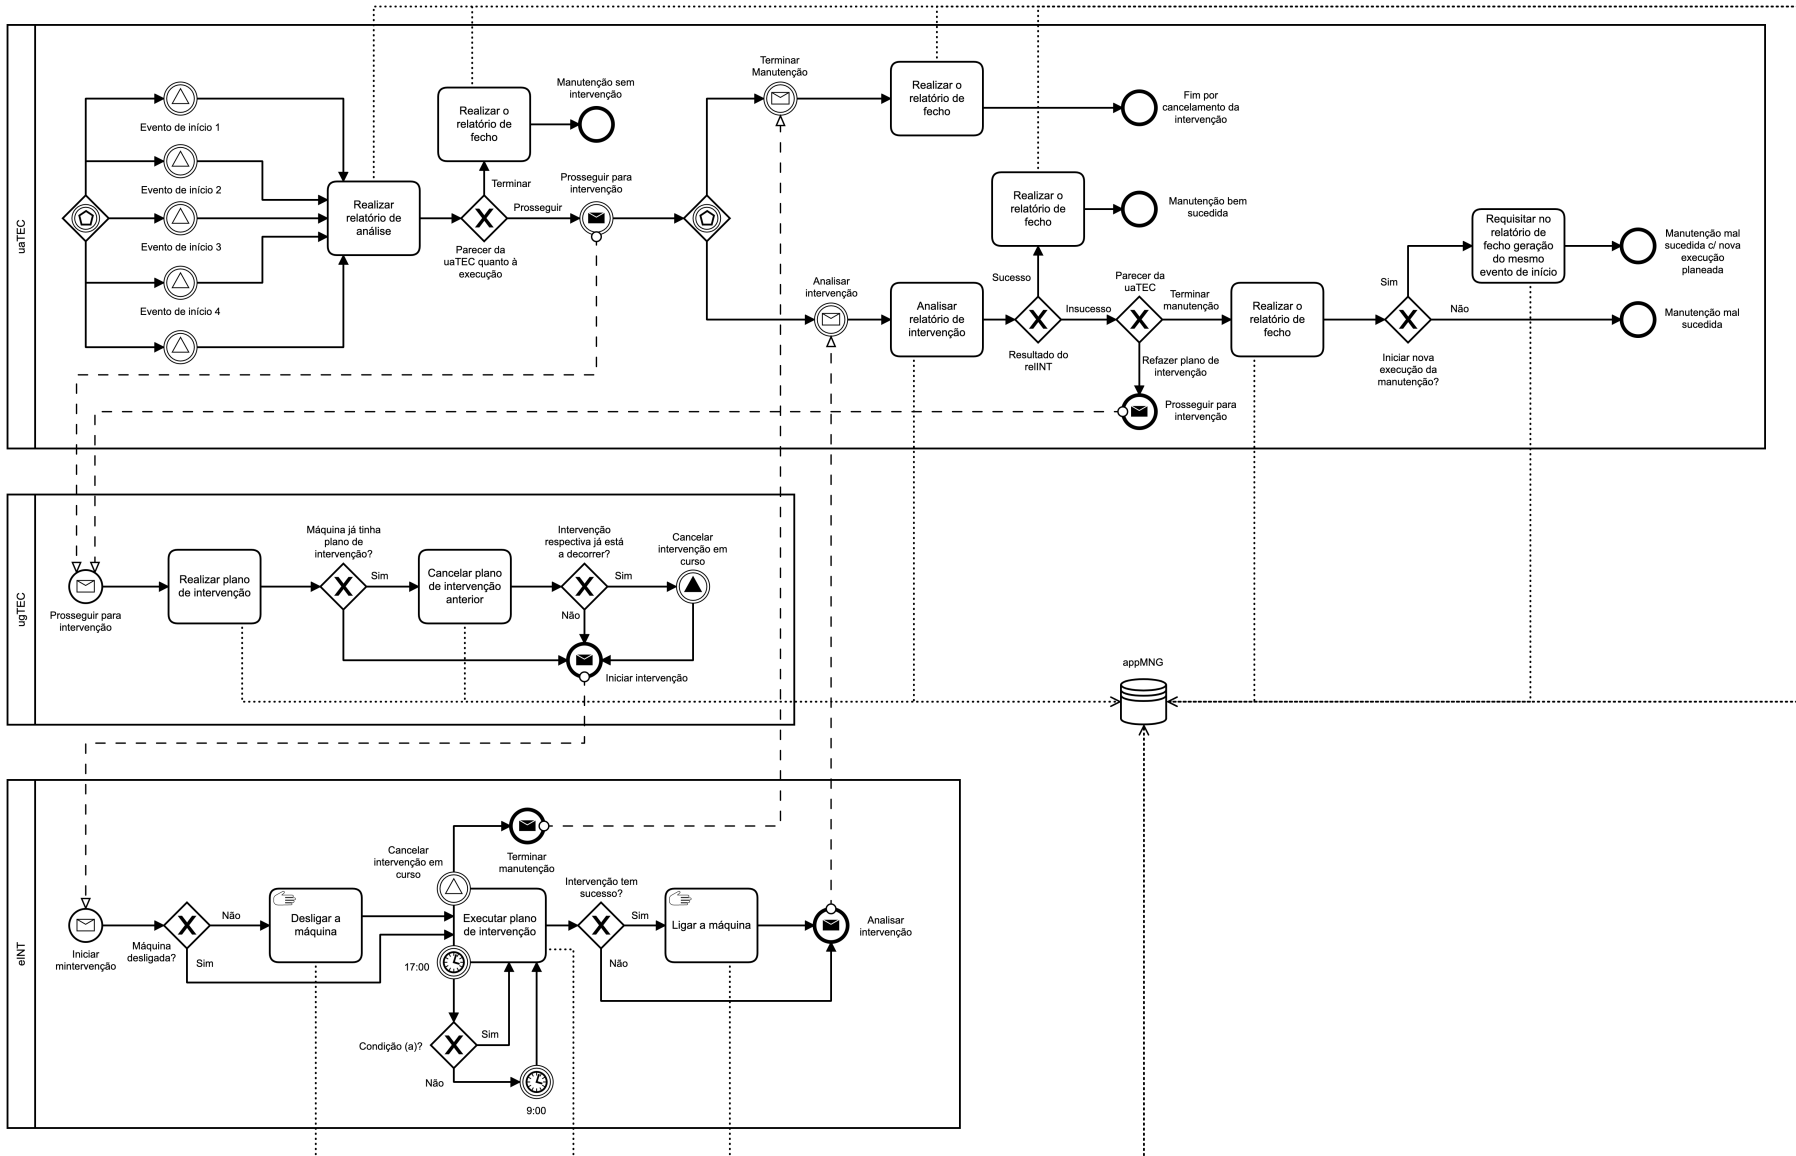 uaTEC
Evento de início 1
Evento de início 2
Evento de início 3
Evento de início 4
Realizar
relatório de
análise
Realizar o
relatório de
fecho
Manutenção sem
intervenção
Terminar
Prosseguir
Parecer da
uaTEC quanto à
execução
Prosseguir para
intervenção
Terminar
Manutenção
Realizar o
relatório de
fecho
Fim por
cancelamento da
intervenção
Analisar
intervenção
Analisar
relatório de
intervenção
Realizar o
relatório de
fecho
Manutenção bem
sucedida
Sucesso
Insucesso
Resultado do
relINT
Parecer da
uaTEC
Terminar
manutenção
Refazer plano de
intervenção
Prosseguir para
intervenção
Realizar o
relatório de
fecho
Sim
Não
Iniciar nova
execução da
manutenção?
Requisitar no
relatório de
fecho geração
do mesmo
evento de início
Manutenção mal
sucedida c/ nova
execução
planeada
Manutenção mal
sucedida
ugTEC
Prosseguir para
intervenção
Realizar plano
de intervenção
Máquina já tinha
plano de
intervenção?
Sim
Cancelar plano
de intervenção
anterior
Intervenção
respectiva já está
a decorrer?
Sim
Não
Cancelar
intervenção em
curso
Iniciar intervenção
appMNG
eINT
Iniciar
mintervenção
Máquina
desligada?
Não
Sim
Desligar a
máquina
Cancelar
intervenção em
curso
Terminar
manutenção
Executar plano
de intervenção
17:00
Condição (a)?
Sim
Não
9:00
Intervenção tem
sucesso?
Sim
Não
Ligar a máquina
Analisar
intervenção